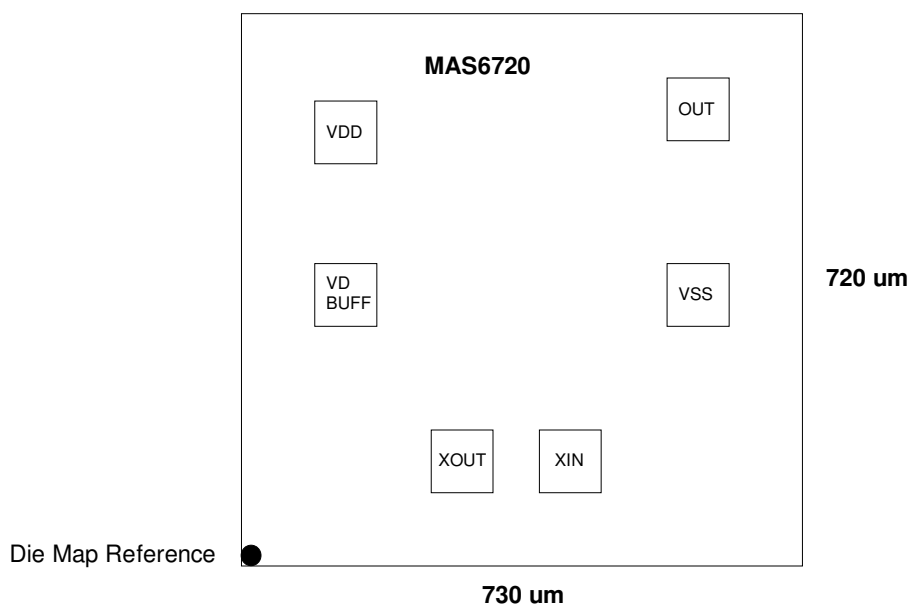 MAS6720
OUT
VDD
VD
BUFF
VSS
720 um
XOUT
XIN
Die Map Reference
730 um